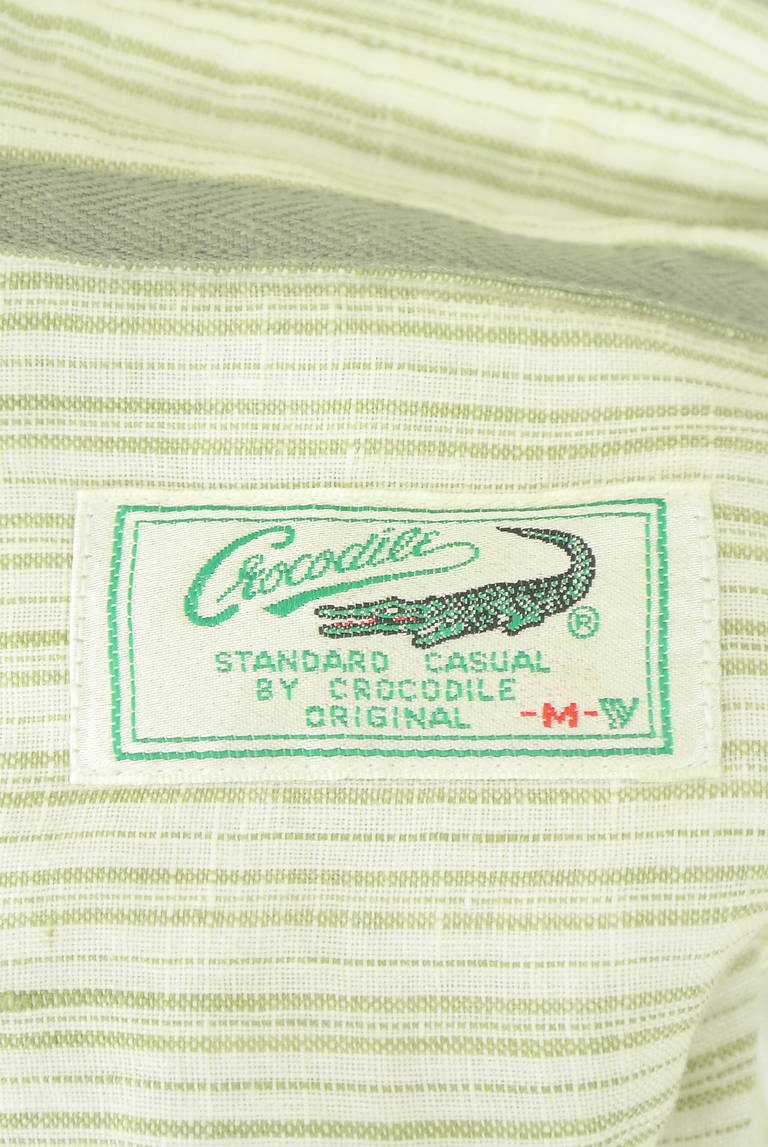 Crocodile
®
STANDARD CASUAL
BY CROCODILE
ORIGINAL -M- W